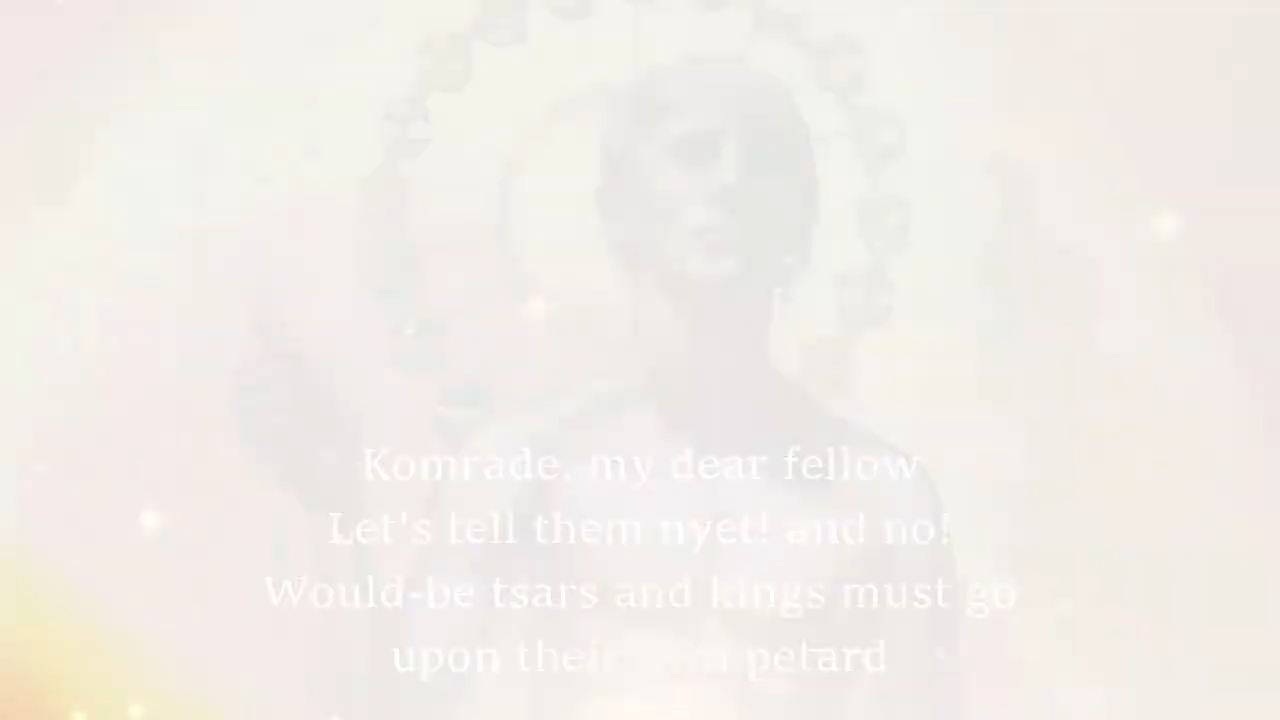 Komrade, my dear fellow
Let's tell them nyet! and no!
Would-be tsars and kings must go
upon their own petard